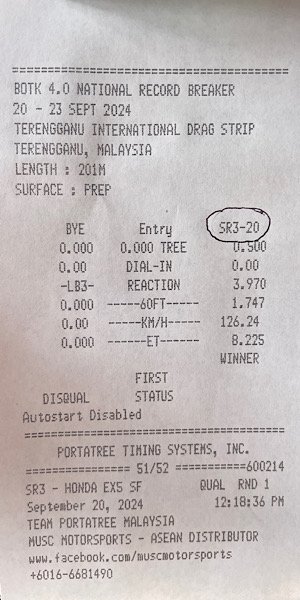 ========================================
BOTK 4.0 NATIONAL RECORD BREAKER
20 - 23 SEPT 2024
TERENGGANU INTERNATIONAL DRAG STRIP
TERENGGANU, MALAYSIA
LENGTH : 201M
SURFACE : PREP
BYE Entry SR3-20
0.000 0.000 TREE 0.500
0.00 DIAL-IN 0.00
-LB3- REACTION 3.970
0.000 -----60FT----- 1.747
0.00 ------KM/H----- 126.24
0.000 ------ET------ 8.225
WINNER
FIRST
DISQUAL STATUS
Autostart Disabled
========================================
PORTATREE TIMING SYSTEMS, INC.
=============== 51/52 ==========600214
SR3 - HONDA EX5 SF QUAL RND 1
September 20, 2024 12:18:36 PM
TEAM PORTATREE MALAYSIA
MUSC MOTORSPORTS - ASEAN DISTRIBUTOR
www.facebook.com/muscmotorsports
+6016-6681490